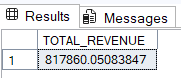 Results Messages
TOTAL_REVENUE
1 817860.05083847